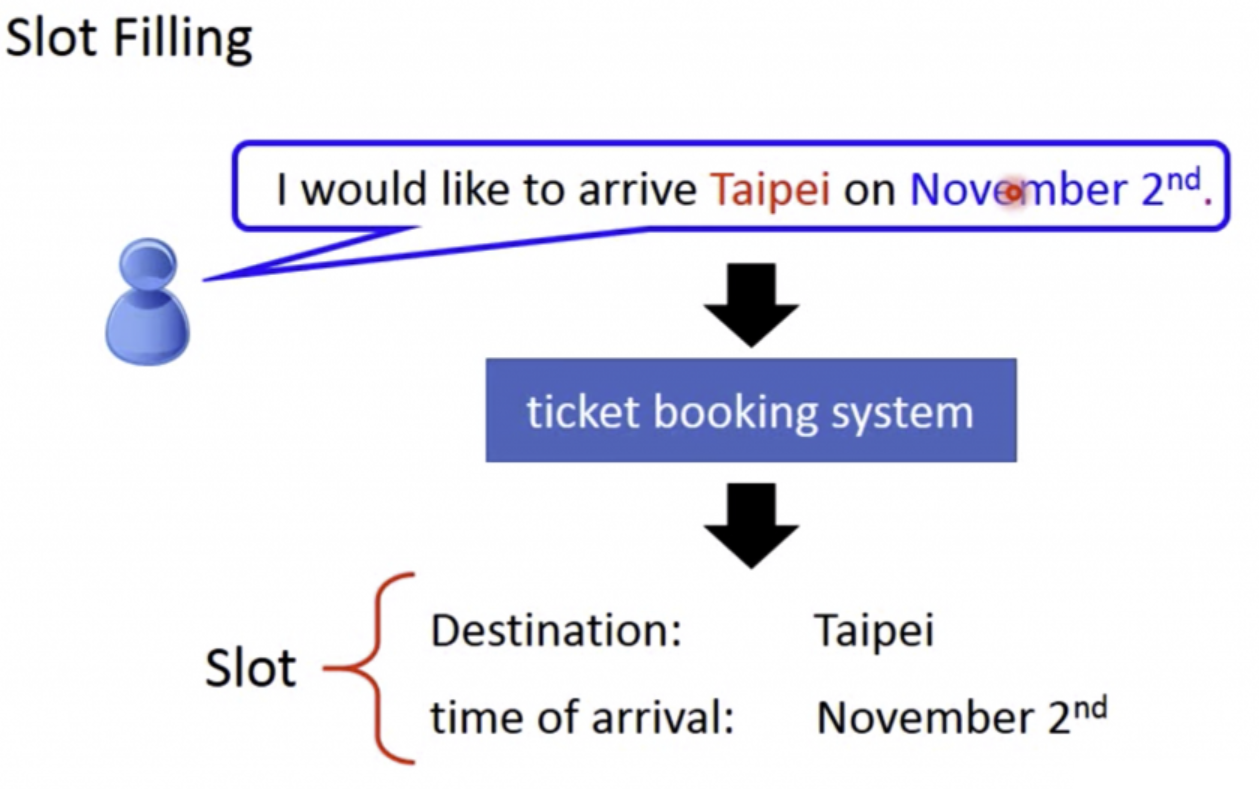 Slot Filling
I would like to arrive Taipei on November 2nd.
ticket booking system
Destination: Taipei
Slot
time of arrival: November 2nd